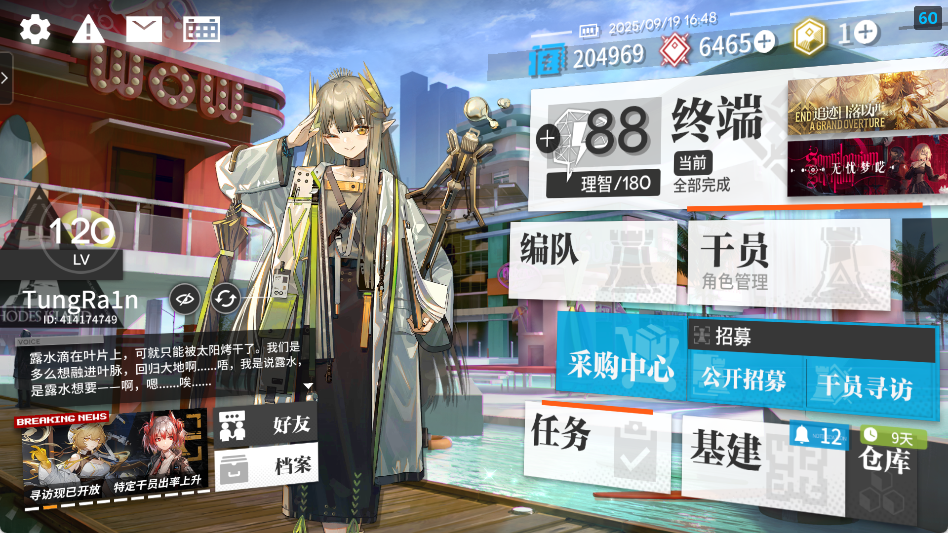 60
2025/09/19 16:48
204969
6465
1
WOW
88
理智/180
终端
当前
全部完成
END
追迹日落以西
A GRAND OVERTURE
无忧梦呓
120
LV
TungRa1n
ID:414174749
编队
干员
角色管理
VOICE
露水滴在叶片上，可就只能被太阳烤干了。我们是
多么想融进叶脉，回归大地啊……唔，我是说露水，
是露水想要——啊，嗯……唉……
采购中心
招募
公开招募
干员寻访
BREAKING NEWS
寻访现已开放 特定干员出率上升
好友
档案
任务
基建
12
9天
仓库